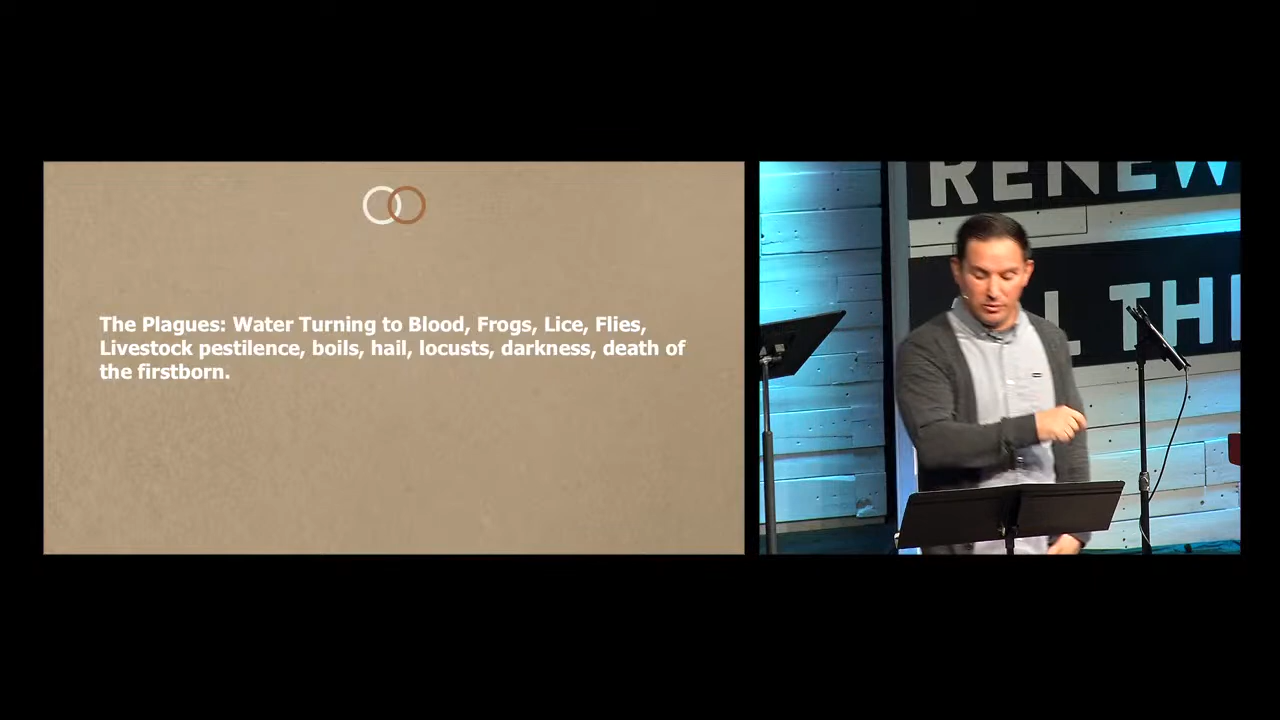 The Plagues: Water Turning to Blood, Frogs, Lice, Flies,
Livestock pestilence, boils, hail, locusts, darkness, death of
the firstborn.
RENEW
L THI